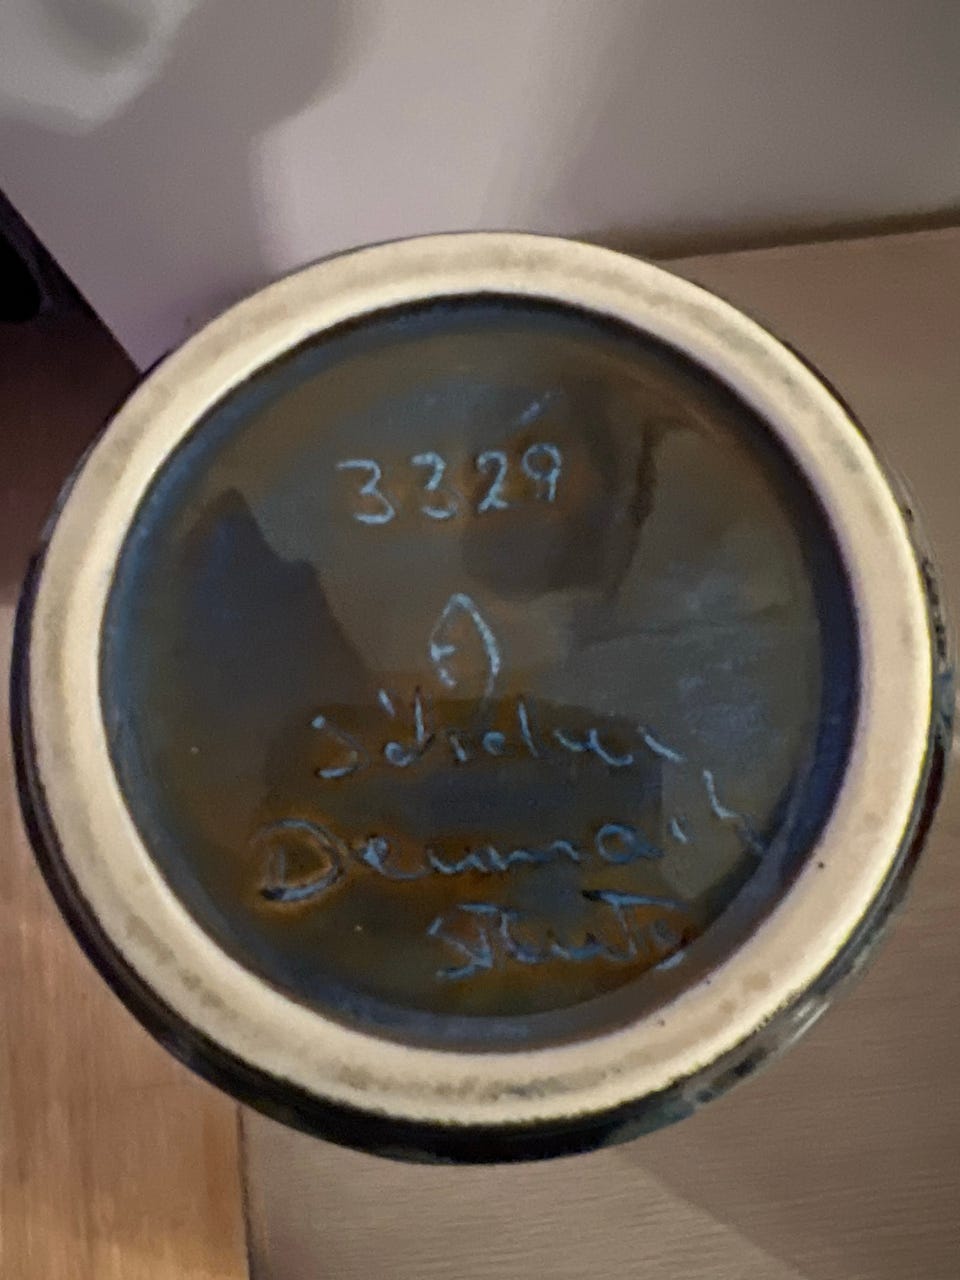 3329
Søholm
Denmark
Stentøj